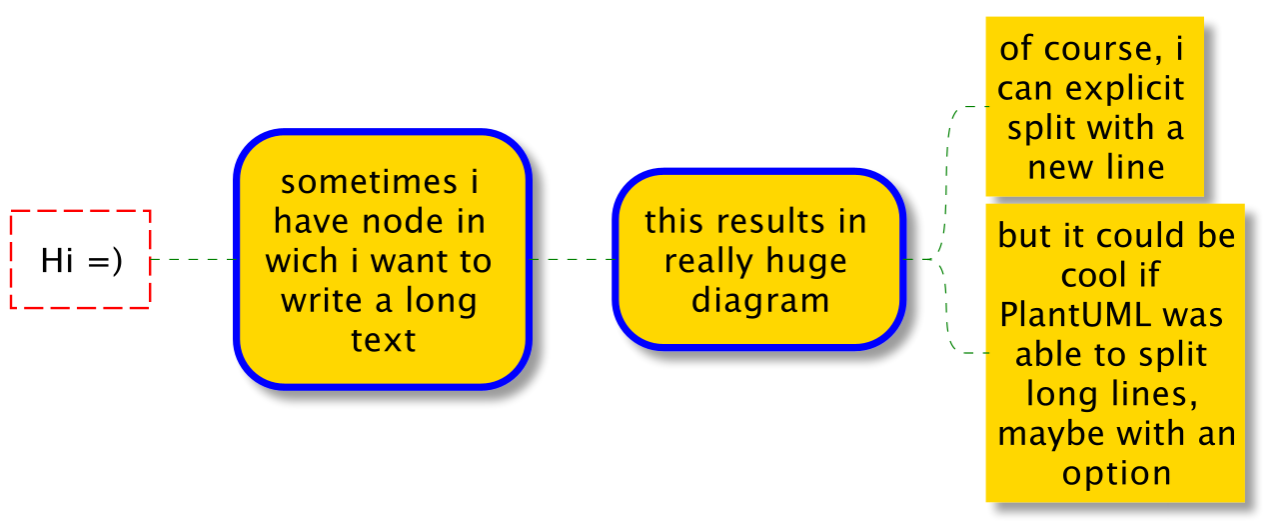 Hi =)
sometimes i
have node in
wich i want to
write a long
text
this results in
really huge
diagram
of course, i
can explicit
split with a
new line
but it could be
cool if
PlantUML was
able to split
long lines,
maybe with an
option